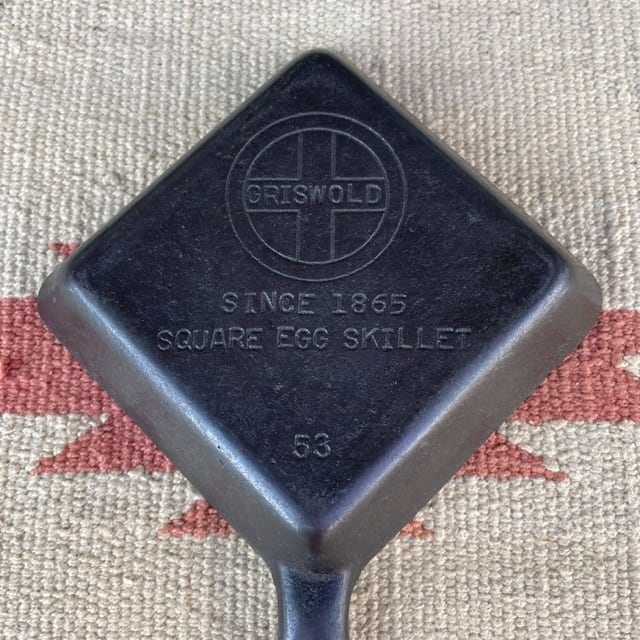 GRISWOLD
SINCE 1865
SQUARE EGG SKILLET
53